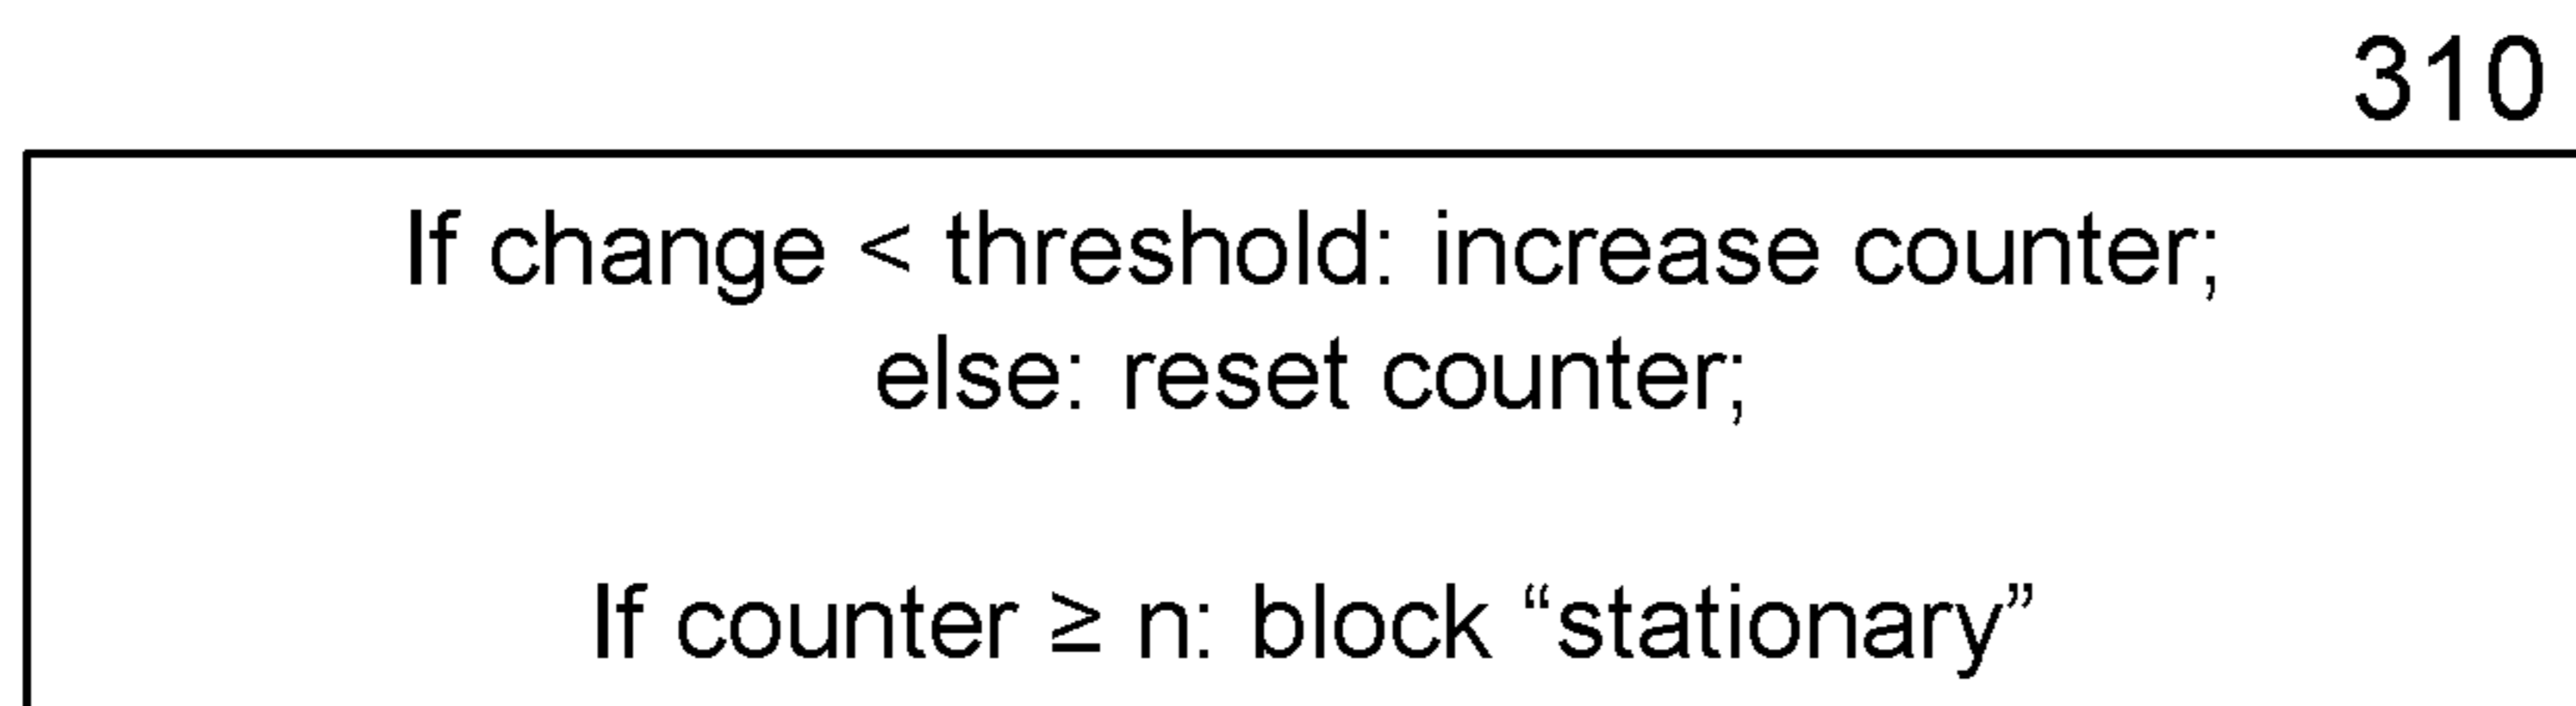 310
If change < threshold: increase counter;
else: reset counter;
If counter ≥ n: block “stationary”